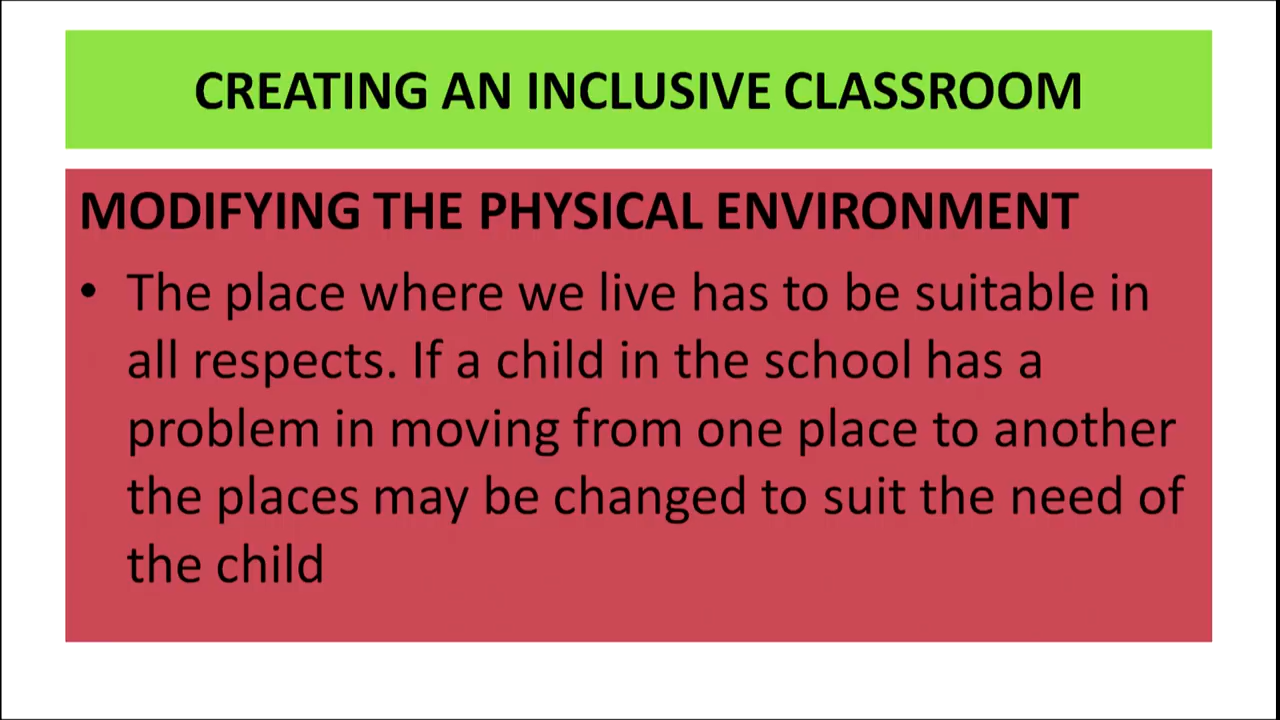 CREATING AN INCLUSIVE CLASSROOM
MODIFYING THE PHYSICAL ENVIRONMENT
• The place where we live has to be suitable in
all respects. If a child in the school has a
problem in moving from one place to another
the places may be changed to suit the need of
the child